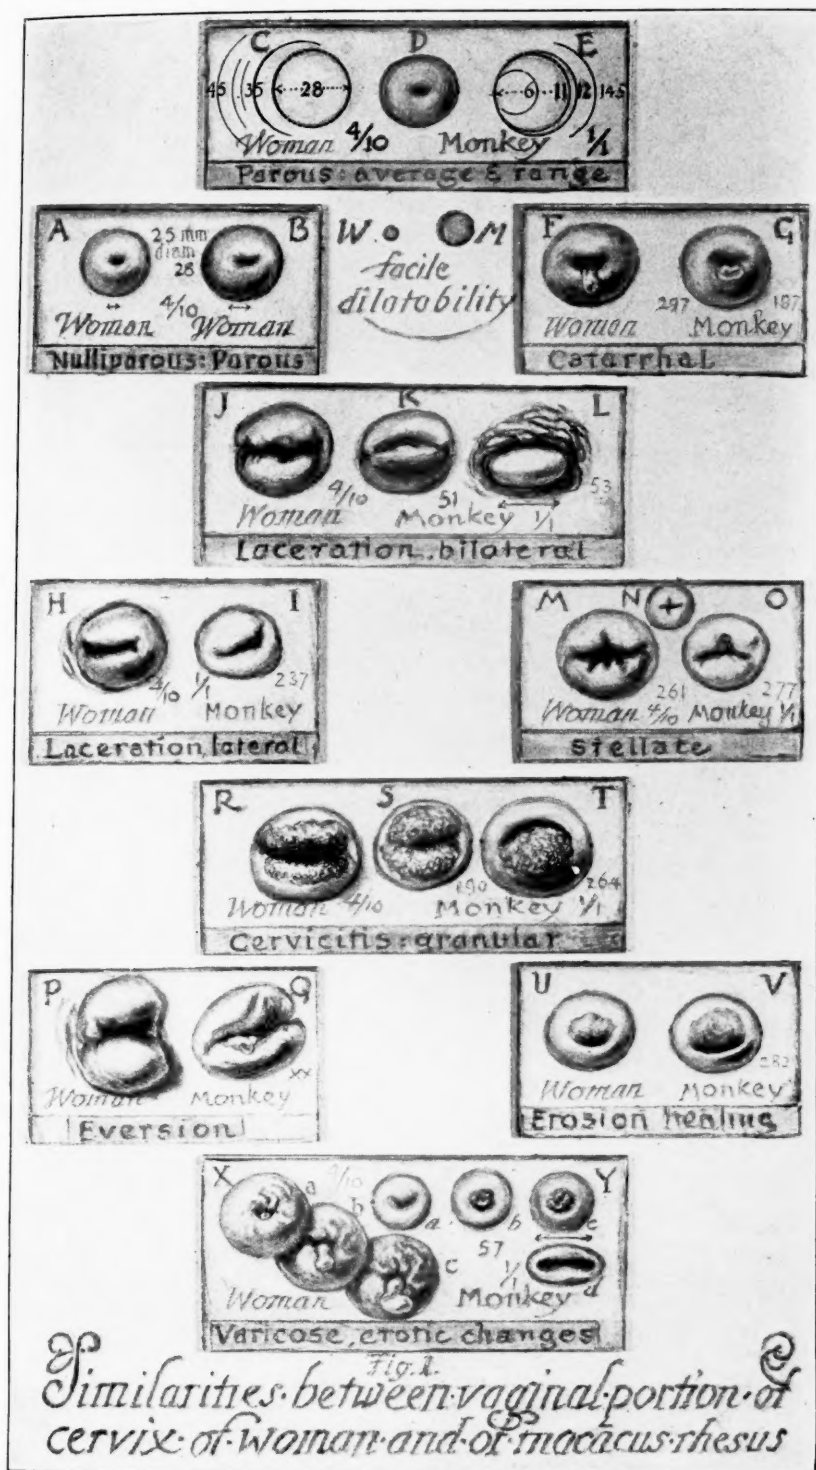 C D E
45 35 28 6 11 12 14.5
Woman 4/10 Monkey 1/1
Parous: average & range
A B
25 mm
diam
28
4/10
Woman Woman
Nulliparous: Parous
W. M
facile
dilatability
F G
297 187
Woman Monkey
Catarrhal
J K L
4/10 51 53
Woman Monkey 1/1
Laceration, bilateral
H I
4/10 1/1 237
Woman Monkey
Laceration, lateral
M N O
261 277
Woman 4/10 Monkey 1/1
Stellate
R S T
190 264
Woman 4/10 Monkey 1/1
Cervicitis: granular
P Q
xx
Woman Monkey
Eversion
U V
282
Woman Monkey
Erosion healing
X a 4/10 b a b Y
c 57 1/1 d
Woman Monkey
Varicose, erotic changes
Fig. 1.
Similarities·between·vaginal·portion·of
cervix·of·woman·and·of·macacus·rhesus